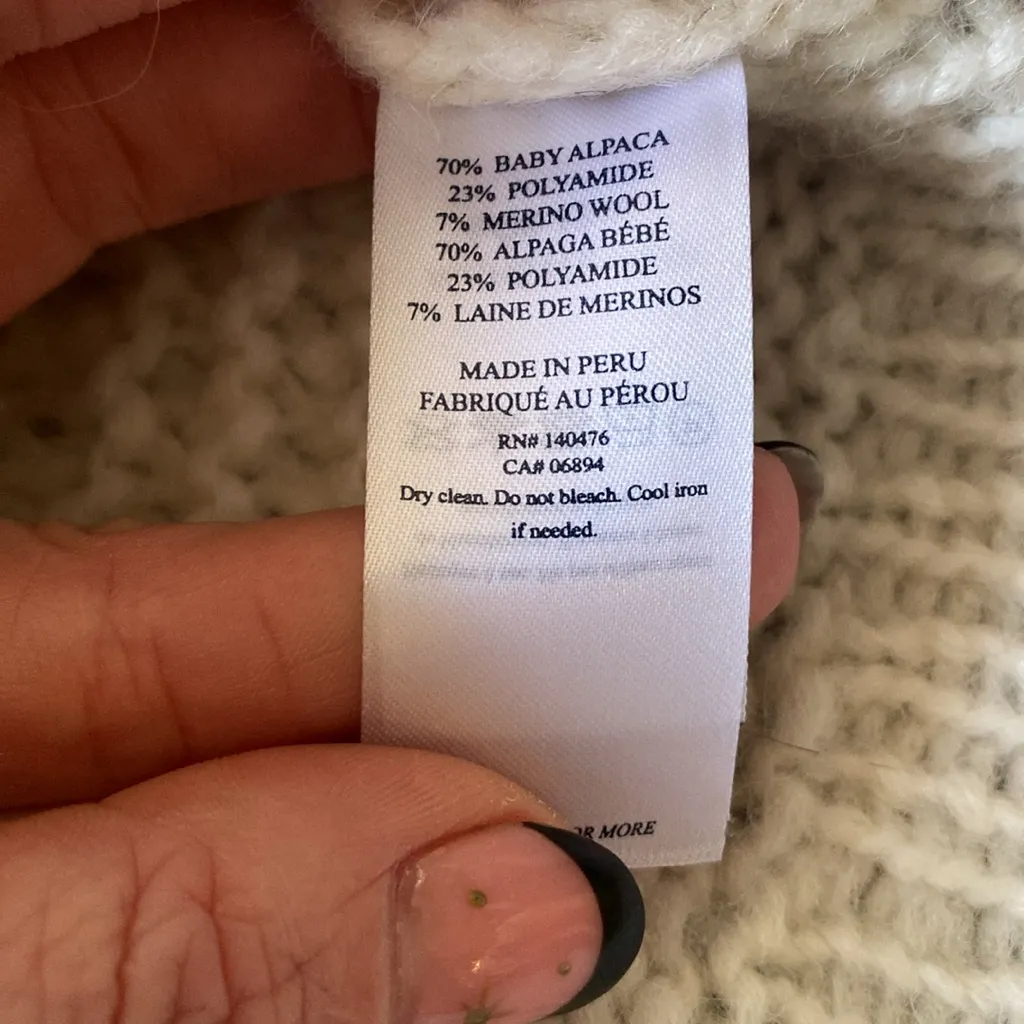 70% BABY ALPACA
23% POLYAMIDE
7% MERINO WOOL
70% ALPAGA BÉBÉ
23% POLYAMIDE
7% LAINE DE MERINOS
MADE IN PERU
FABRIQUÉ AU PÉROU
RN# 140476
CA# 06894
Dry clean. Do not bleach. Cool iron
if needed.
OR MORE